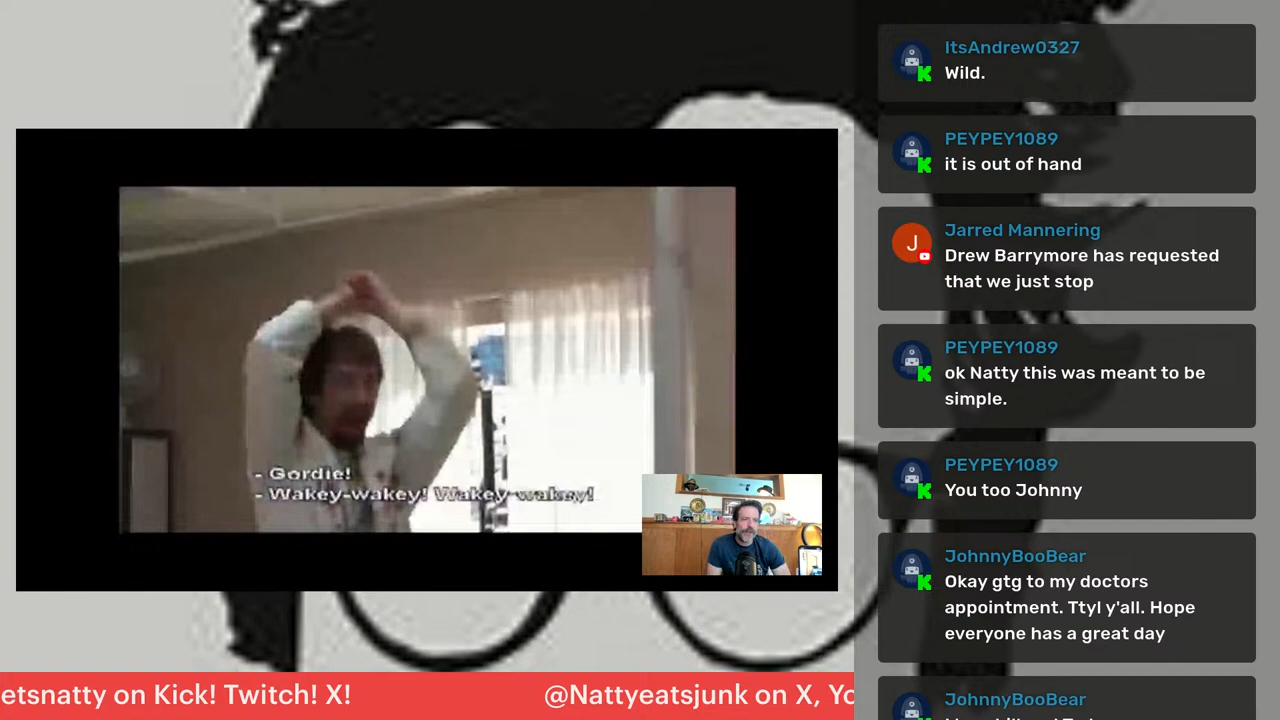 ItsAndrew0327
Wild.
PEYPEY1089
it is out of hand
J
Jarred Mannering
Drew Barrymore has requested
that we just stop
PEYPEY1089
ok Natty this was meant to be
simple.
PEYPEY1089
You too Johnny
JohnnyBooBear
Okay gtg to my doctors
appointment. Ttyl y'all. Hope
everyone has a great day
JohnnyBooBear
- Gordie!
- Wakey-wakey! Wakey-wakey!
etsnatty on Kick! Twitch! X!
@Nattyeatsjunk on X, Yo